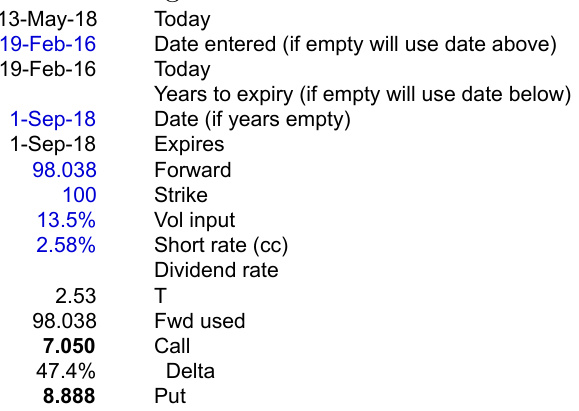 13-May-18 Today
19-Feb-16 Date entered (if empty will use date above)
19-Feb-16 Today
Years to expiry (if empty will use date below)
1-Sep-18 Date (if years empty)
1-Sep-18 Expires
98.038 Forward
100 Strike
13.5% Vol input
2.58% Short rate (cc)
Dividend rate
2.53 T
98.038 Fwd used
7.050 Call
47.4% Delta
8.888 Put